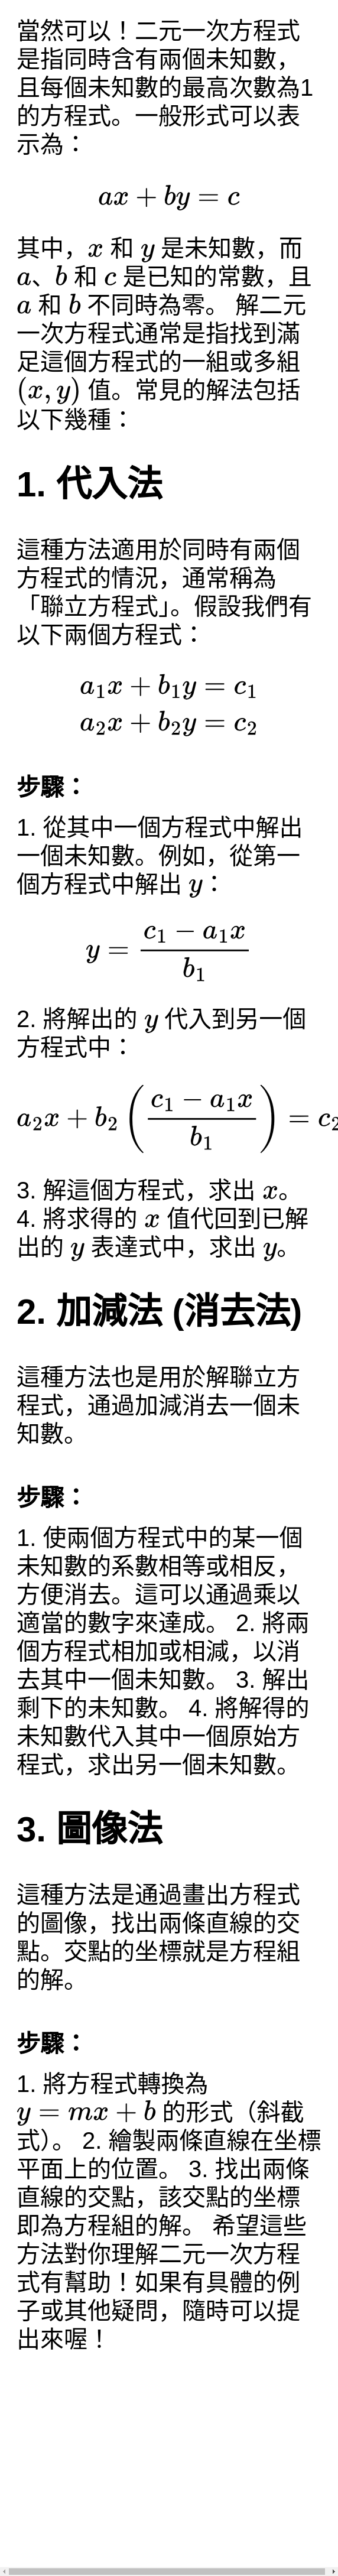 當然可以！二元一次方程式
是指同時含有兩個未知數，
且每個未知數的最高次數為1
的方程式。一般形式可以表
示為：
ax + by = c
其中，x 和 y 是未知數，而
a、b 和 c 是已知的常數，且
a 和 b 不同時為零。 解二元
一次方程式通常是指找到滿
足這個方程式的一組或多組
(x, y) 值。常見的解法包括
以下幾種：
1. 代入法
這種方法適用於同時有兩個
方程式的情況，通常稱為
「聯立方程式」。假設我們有
以下兩個方程式：
a₁x + b₁y = c₁
a₂x + b₂y = c₂
步驟：
1. 從其中一個方程式中解出
一個未知數。例如，從第一
個方程式中解出 y：
y = \frac{c₁ − a₁x}{b₁}
2. 將解出的 y 代入到另一個
方程式中：
a₂x + b₂ (\frac{c₁ − a₁x}{b₁}) = c₂
3. 解這個方程式，求出 x。
4. 將求得的 x 值代回到已解
出的 y 表達式中，求出 y。
2. 加減法 (消去法)
這種方法也是用於解聯立方
程式，通過加減消去一個未
知數。
步驟：
1. 使兩個方程式中的某一個
未知數的系數相等或相反，
方便消去。這可以通過乘以
適當的數字來達成。 2. 將兩
個方程式相加或相減，以消
去其中一個未知數。 3. 解出
剩下的未知數。 4. 將解得的
未知數代入其中一個原始方
程式，求出另一個未知數。
3. 圖像法
這種方法是通過畫出方程式
的圖像，找出兩條直線的交
點。交點的坐標就是方程組
的解。
步驟：
1. 將方程式轉換為
y = mx + b 的形式（斜截
式）。 2. 繪製兩條直線在坐標
平面上的位置。 3. 找出兩條
直線的交點，該交點的坐標
即為方程組的解。 希望這些
方法對你理解二元一次方程
式有幫助！如果有具體的例
子或其他疑問，隨時可以提
出來喔！